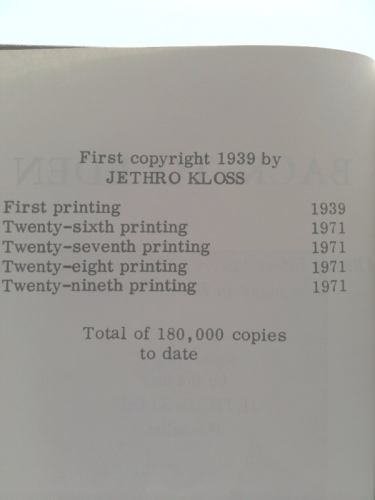 First copyright 1939 by
JETHRO KLOSS
First printing 1939
Twenty-sixth printing 1971
Twenty-seventh printing 1971
Twenty-eight printing 1971
Twenty-nineth printing 1971
Total of 180,000 copies
to date